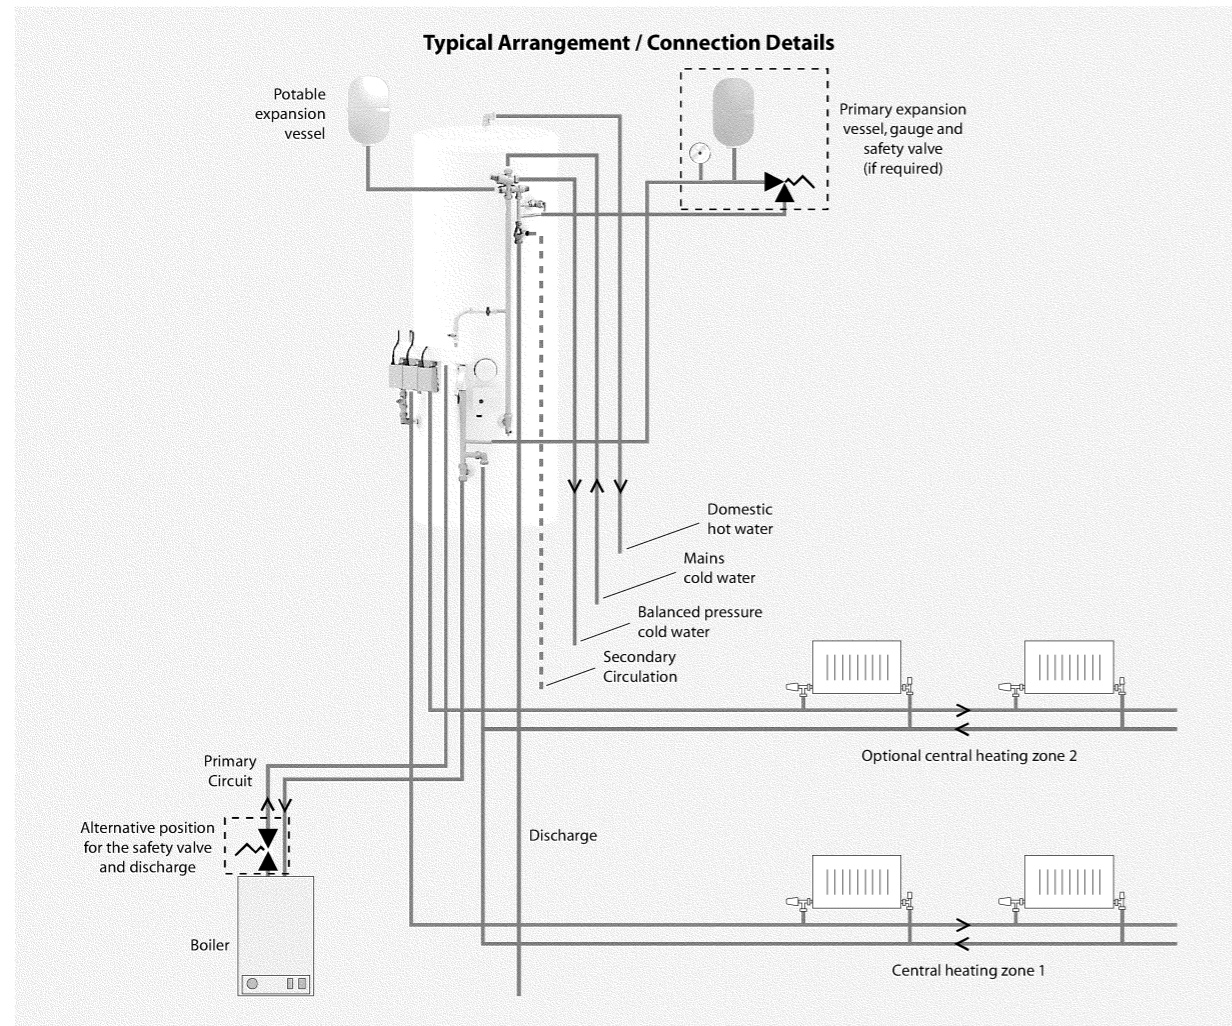 Typical Arrangement / Connection Details
Potable
expansion
vessel
Primary expansion
vessel, gauge and
safety valve
(if required)
Domestic
hot water
Mains
cold water
Balanced pressure
cold water
Secondary
Circulation
Optional central heating zone 2
Primary
Circuit
Alternative position
for the safety valve
and discharge
Discharge
Boiler
Central heating zone 1